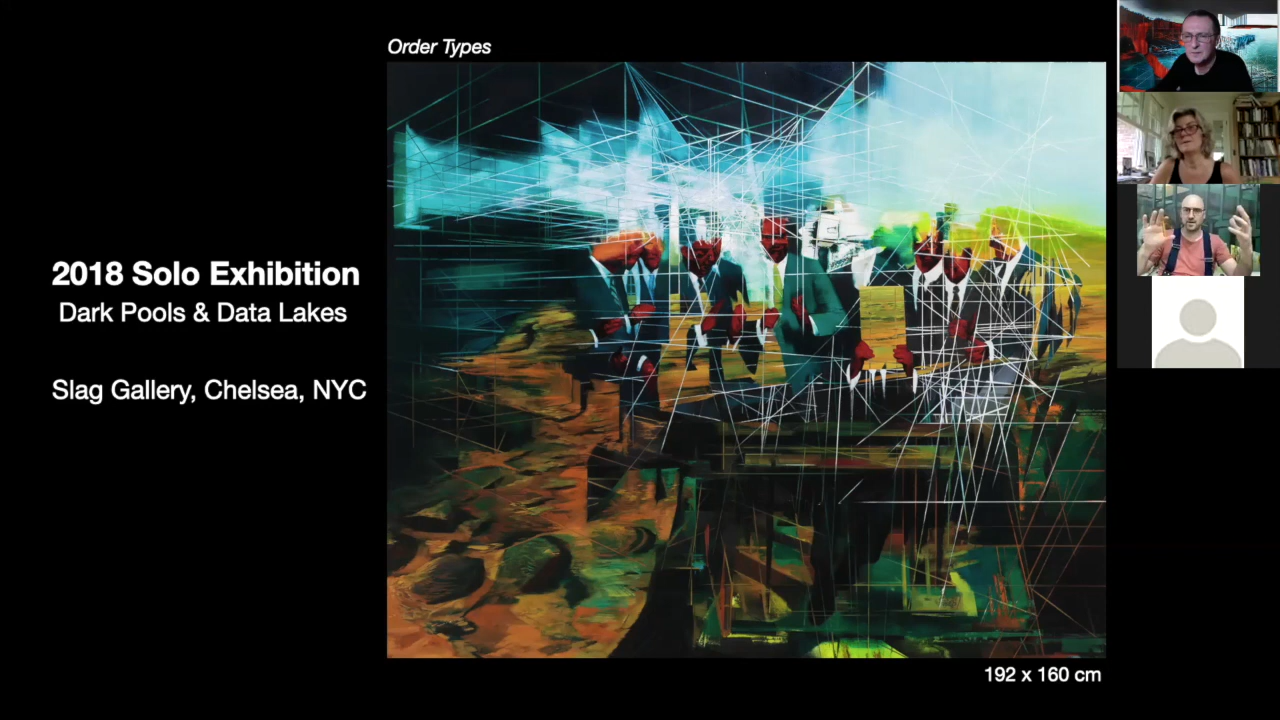 Order Types
2018 Solo Exhibition
Dark Pools & Data Lakes
Slag Gallery, Chelsea, NYC
192 x 160 cm